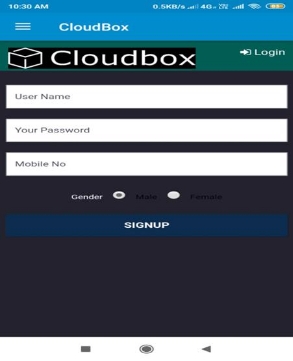 10:30 AM 0.5KB/s 4G
CloudBox
Cloudbox
Login
User Name
Your Password
Mobile No
Gender Male Female
SIGNUP